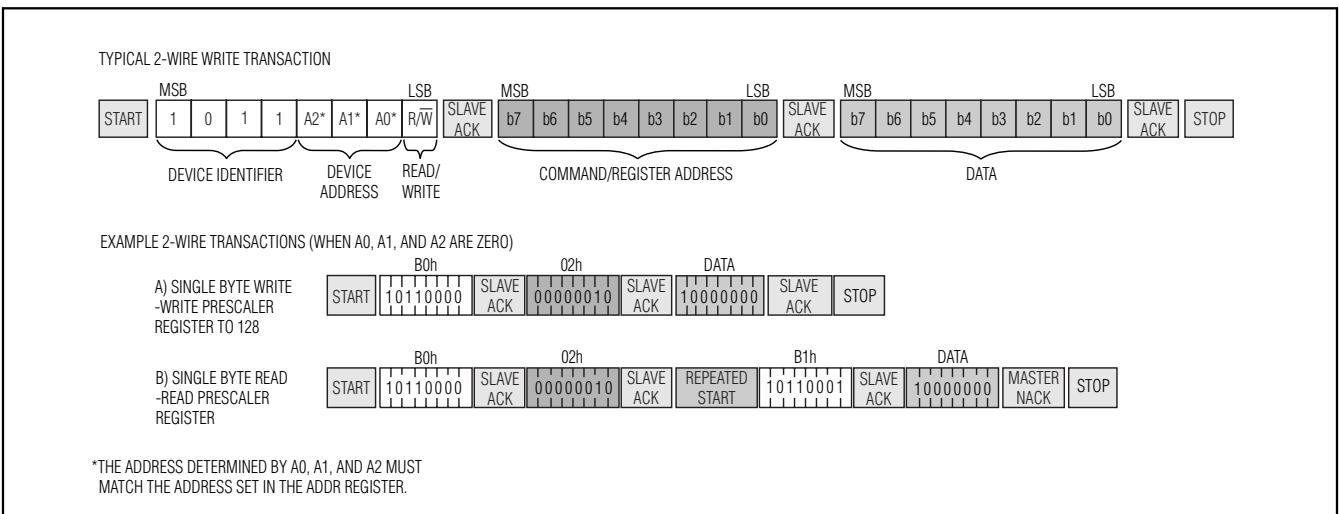 TYPICAL 2-WIRE WRITE TRANSACTION
MSB LSB MSB LSB MSB LSB
START 1 0 1 1 A2* A1* A0* R/W̅ SLAVE ACK b7 b6 b5 b4 b3 b2 b1 b0 SLAVE ACK b7 b6 b5 b4 b3 b2 b1 b0 SLAVE ACK STOP
DEVICE IDENTIFIER DEVICE ADDRESS READ/WRITE COMMAND/REGISTER ADDRESS DATA
EXAMPLE 2-WIRE TRANSACTIONS (WHEN A0, A1, AND A2 ARE ZERO)
B0h 02h DATA
A) SINGLE BYTE WRITE
-WRITE PRESCALER
REGISTER TO 128
START 10110000 SLAVE ACK 00000010 SLAVE ACK 10000000 SLAVE ACK STOP
B0h 02h B1h DATA
B) SINGLE BYTE READ
-READ PRESCALER
REGISTER
START 10110000 SLAVE ACK 00000010 SLAVE ACK REPEATED START 10110001 SLAVE ACK 10000000 MASTER NACK STOP
*THE ADDRESS DETERMINED BY A0, A1, AND A2 MUST
MATCH THE ADDRESS SET IN THE ADDR REGISTER.